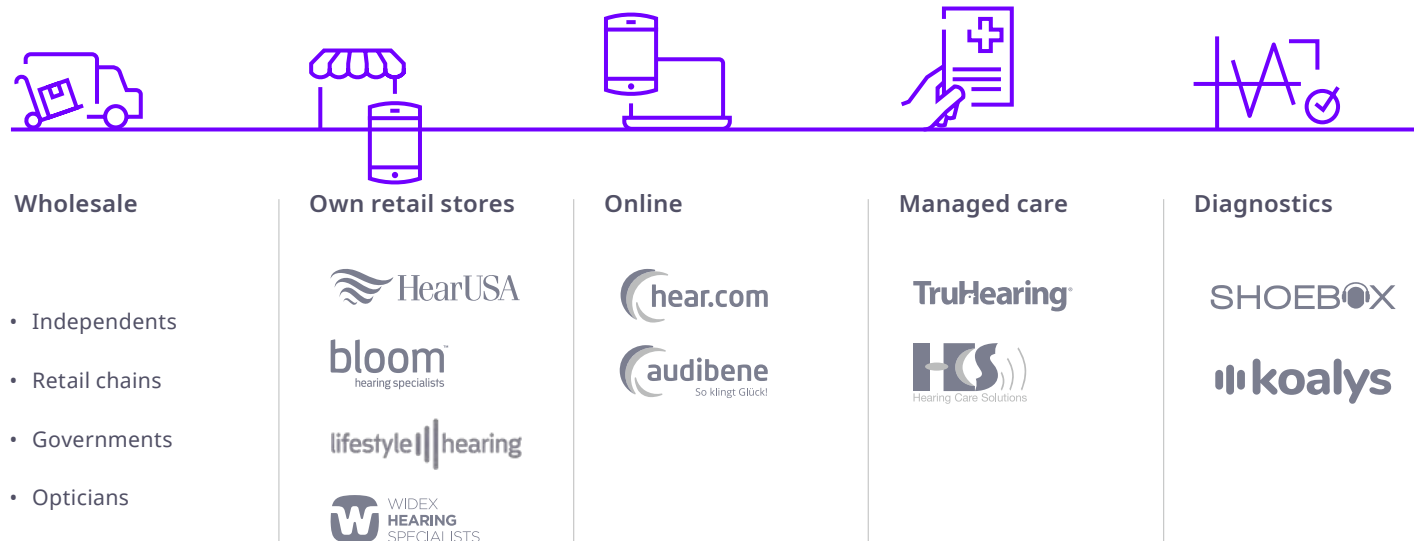 Wholesale
• Independents
• Retail chains
• Governments
• Opticians
Own retail stores
HearUSA
bloom™
hearing specialists
lifestyle hearing
WIDEX
HEARING
SPECIALISTS
Online
hear.com
audibene
So klingt Glück!
Managed care
TruHearing®
HCS
Hearing Care Solutions
Diagnostics
SHOEBOX
koalys